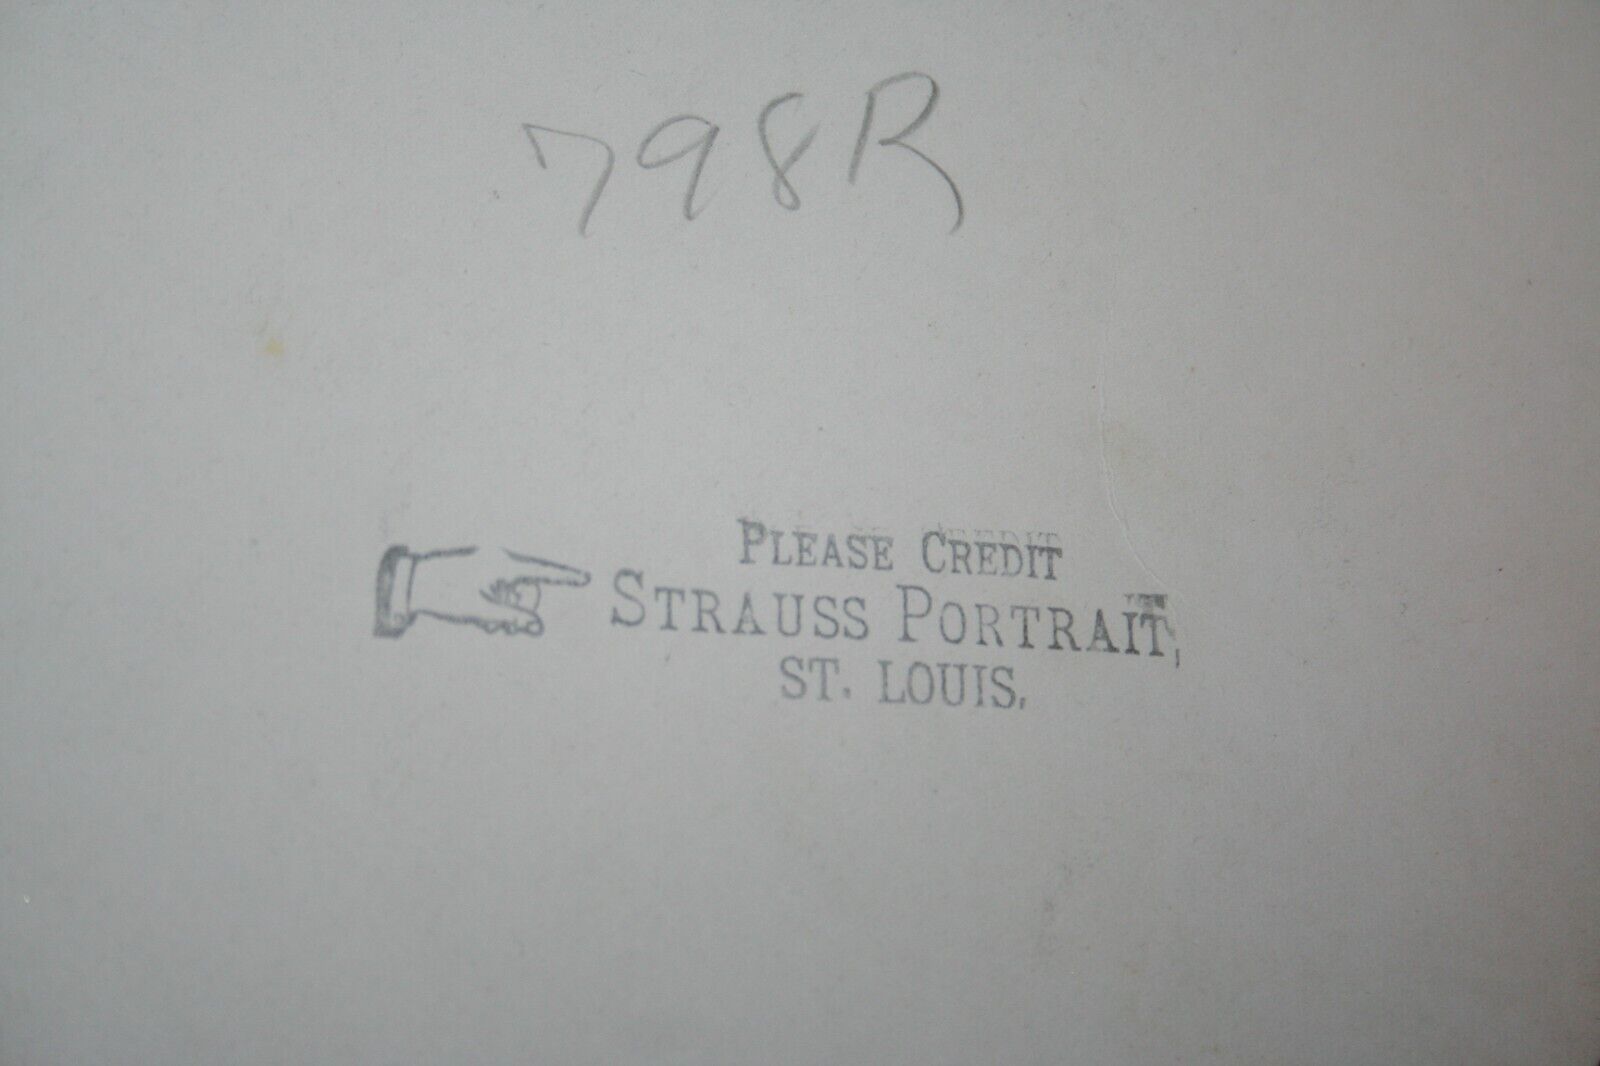 798R
PLEASE CREDIT
STRAUSS PORTRAIT,
ST. LOUIS.